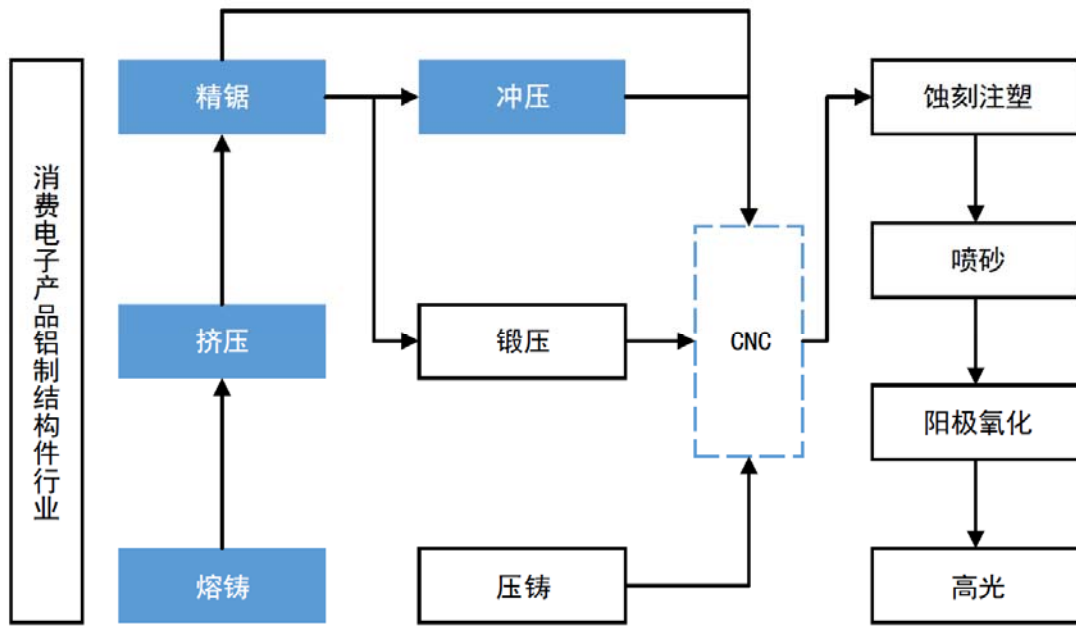 消费电子产品铝制结构件行业
精锯
冲压
蚀刻注塑
喷砂
挤压
锻压
CNC
阳极氧化
熔铸
压铸
高光